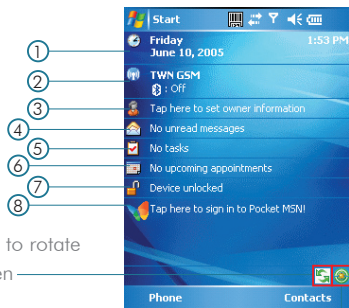 Start
1 Friday 1:53 PM
June 10, 2005
2 TWN GSM
: Off
3 Tap here to set owner information
4 No unread messages
5 No tasks
6 No upcoming appointments
7 Device unlocked
8 Tap here to sign in to Pocket MSN!
to rotate
en
Phone Contacts